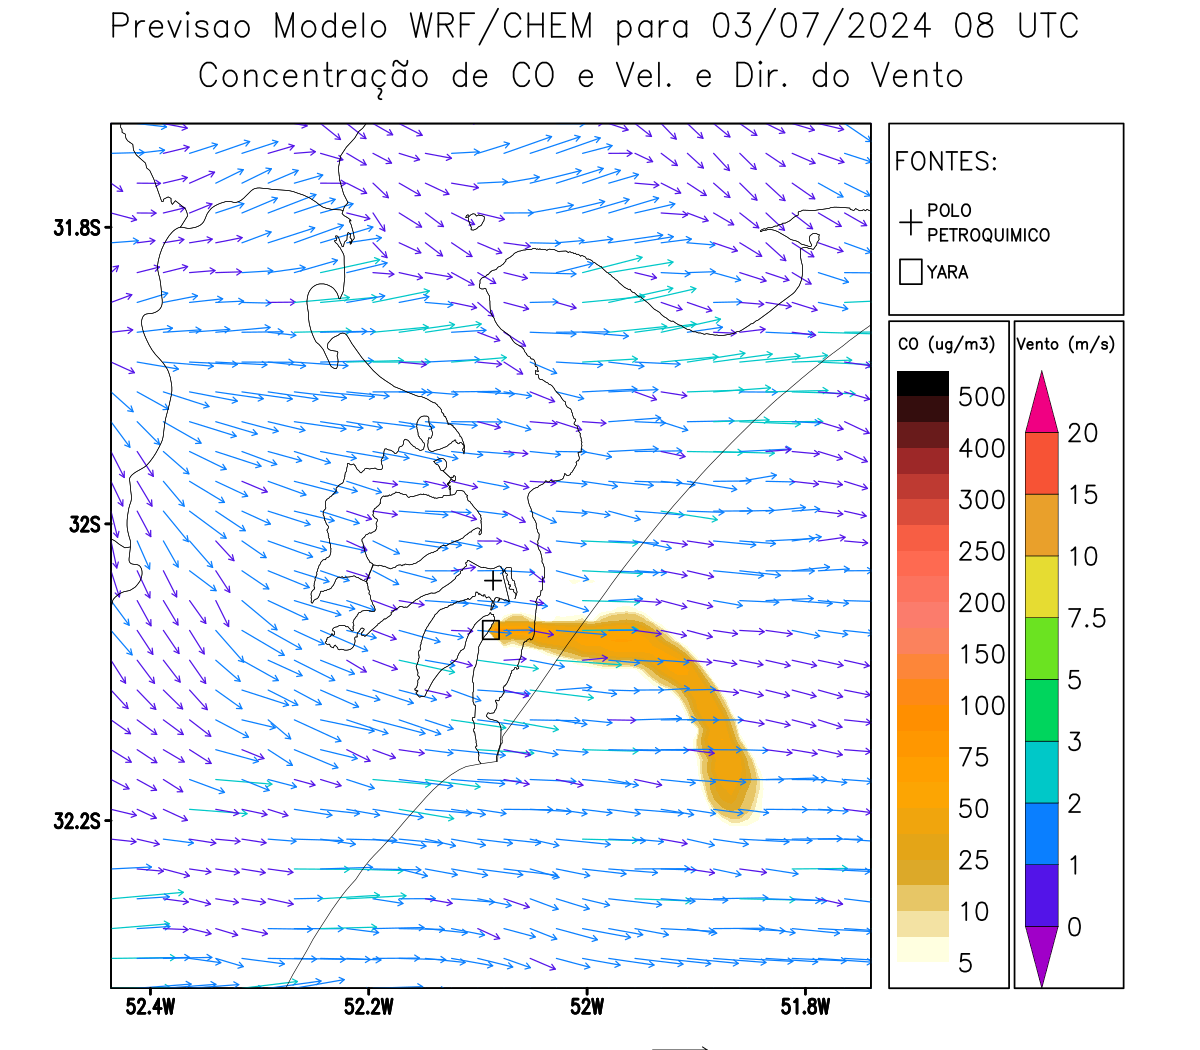 Previsao Modelo WRF/CHEM para 03/07/2024 08 UTC
Concentração de CO e Vel. e Dir. do Vento
FONTES:
POLO
PETROQUIMICO
YARA
CO (ug/m3)
500
400
300
250
200
150
100
75
50
25
10
5
Vento (m/s)
20
15
10
7.5
5
3
2
1
0
31.8S
32S
32.2S
52.4W
52.2W
52W
51.8W